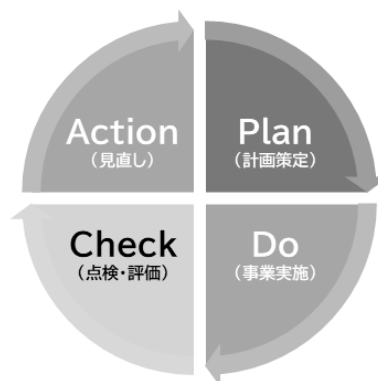 Action
(見直し)
Plan
(計画策定)
Check
(点検・評価)
Do
(事業実施)